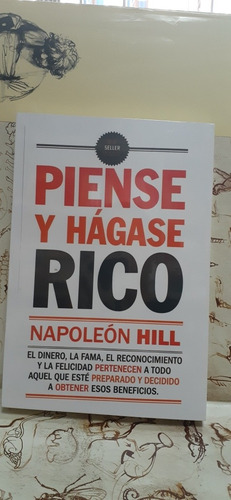 SELLER
PIENSE
Y HÁGASE
RICO
NAPOLEÓN HILL
EL DINERO, LA FAMA, EL RECONOCIMIENTO
Y LA FELICIDAD PERTENECEN A TODO
AQUEL QUE ESTÉ PREPARADO Y DECIDIDO
A OBTENER ESOS BENEFICIOS.